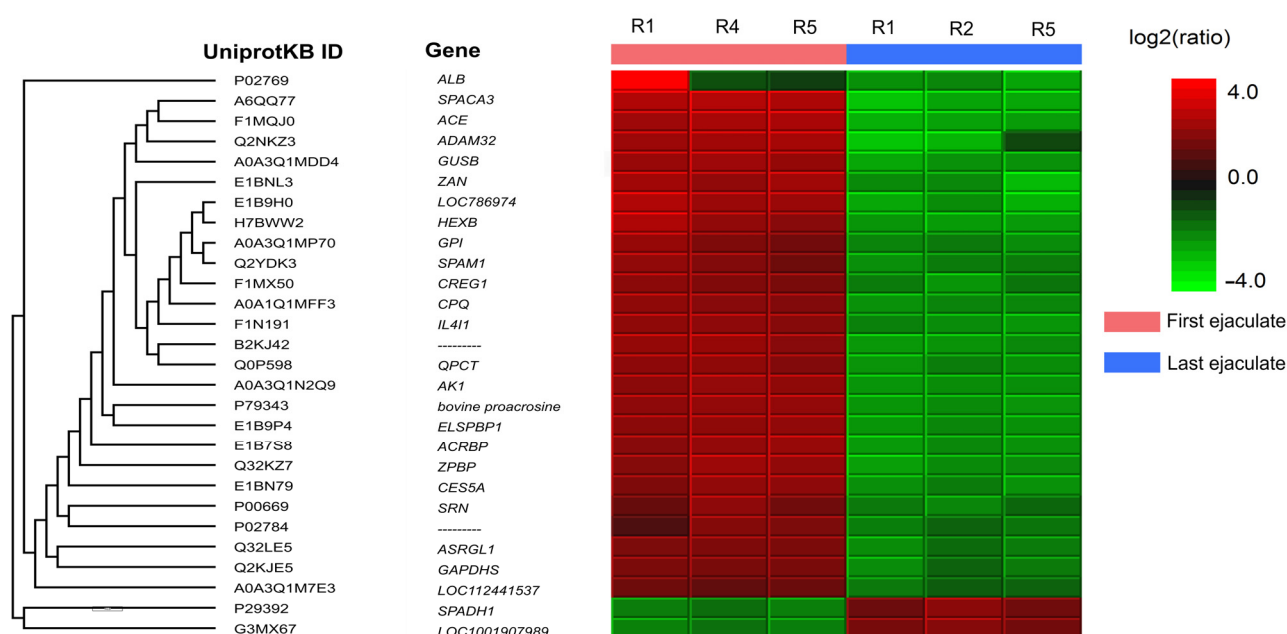 R1 R4 R5 R1 R2 R5
UniprotKB ID Gene log2(ratio)
P02769 ALB
A6QQ77 SPACA3
F1MQJ0 ACE
Q2NKZ3 ADAM32
A0A3Q1MDD4 GUSB
E1BNL3 ZAN
E1B9H0 LOC786974
H7BWW2 HEXB
A0A3Q1MP70 GPI
Q2YDK3 SPAM1
F1MX50 CREG1
A0A1Q1MFF3 CPQ
F1N191 IL4I1
B2KJ42 ---------
Q0P598 QPCT
A0A3Q1N2Q9 AK1
P79343 bovine proacrosine
E1B9P4 ELSPBP1
E1B7S8 ACRBP
Q32KZ7 ZPBP
E1BN79 CES5A
P00669 SRN
P02784 ---------
Q32LE5 ASRGL1
Q2KJE5 GAPDHS
A0A3Q1M7E3 LOC112441537
P29392 SPADH1
G3MX67 LOC1001907989
4.0
0.0
–4.0
First ejaculate
Last ejaculate